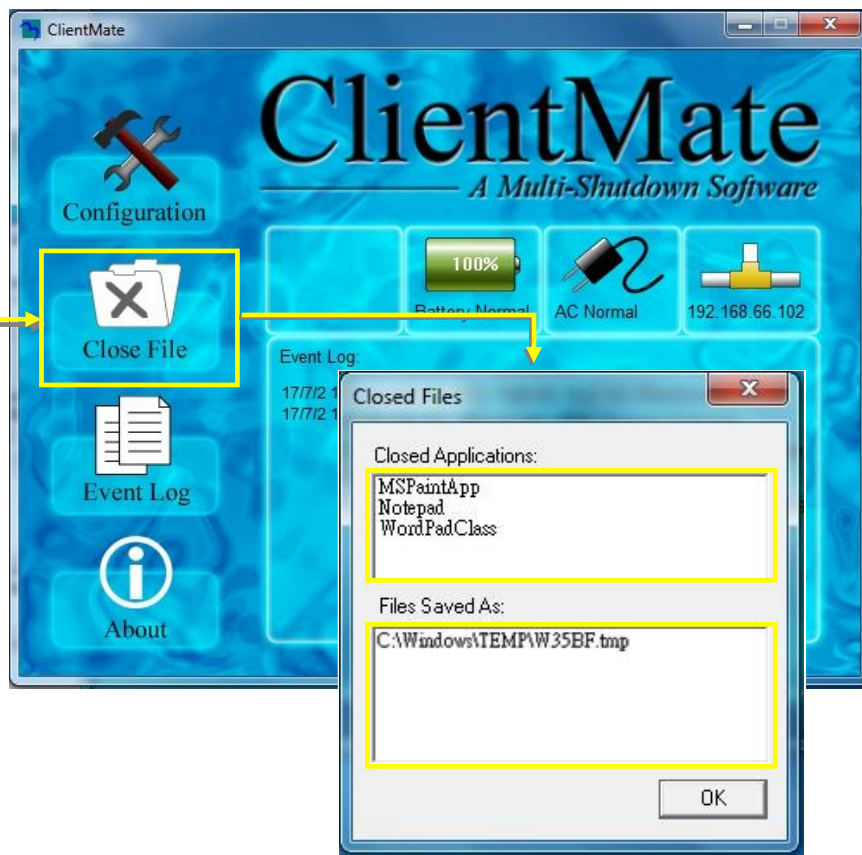 ClientMate
ClientMate
A Multi-Shutdown Software
Configuration
100%
Battery Normal
AC Normal
192.168.66.102
Close File
Event Log:
17/7/2 1
17/7/2 1
Event Log
About
Closed Files
Closed Applications:
MSPaintApp
Notepad
WordPadClass
Files Saved As:
C:\Windows\TEMP\W35BF.tmp
OK